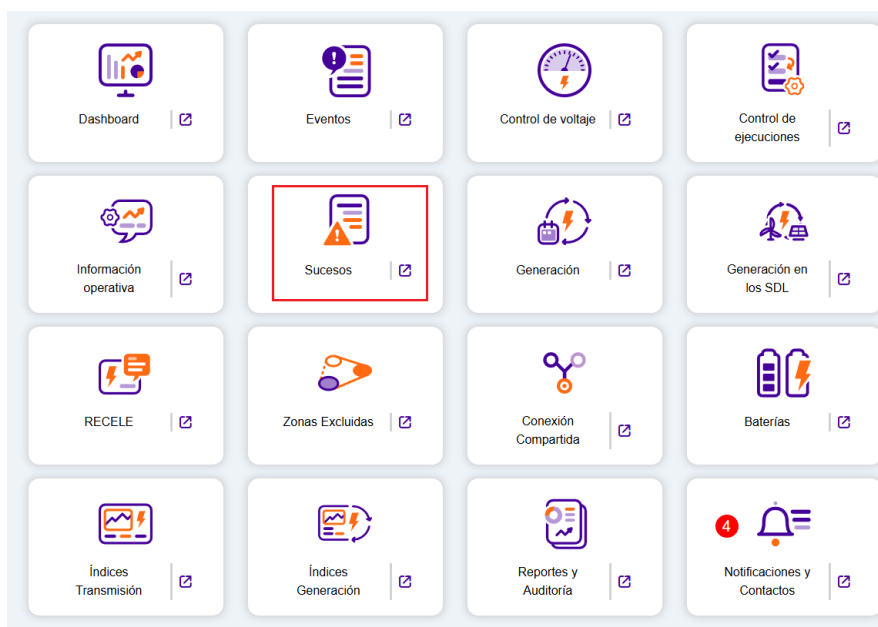 Dashboard
Eventos
Control de voltaje
Control de
ejecuciones
Información
operativa
Sucesos
Generación
Generación en
los SDL
RECELE
Zonas Excluidas
Conexión
Compartida
Baterías
Índices
Transmisión
Índices
Generación
Reportes y
Auditoría
4
Notificaciones y
Contactos